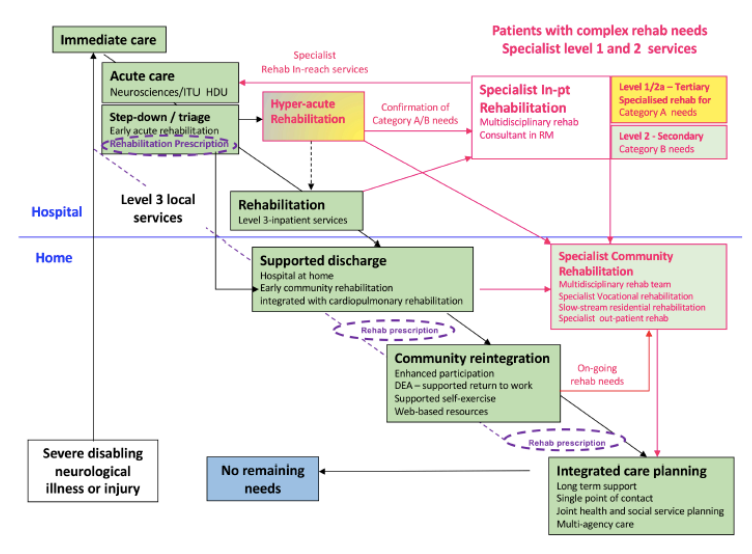 Immediate care
Patients with complex rehab needs
Specialist level 1 and 2 services
Specialist
Rehab In-reach services
Acute care
Neurosciences/ITU HDU
Step-down / triage
Early acute rehabilitation
Rehabilitation Prescription
Hyper-acute
Rehabilitation
Confirmation of
Category A/B needs
Specialist In-pt
Rehabilitation
Multidisciplinary rehab
Consultant in RM
Level 1/2a – Tertiary
Specialised rehab for
Category A needs
Level 2 - Secondary
Category B needs
Level 3 local
services
Rehabilitation
Level 3-inpatient services
Hospital
Home
Supported discharge
Hospital at home
Early community rehabilitation
integrated with cardiopulmonary rehabilitation
Specialist Community
Rehabilitation
Multidisciplinary rehab team
Specialist Vocational rehabilitation
Slow-stream residential rehabilitation
Specialist out-patient rehab
Rehab prescription
Community reintegration
Enhanced participation
DEA – supported return to work
Supported self-exercise
Web-based resources
On-going
rehab needs
Rehab prescription
Severe disabling
neurological
illness or injury
No remaining
needs
Integrated care planning
Long term support
Single point of contact
Joint health and social service planning
Multi-agency care